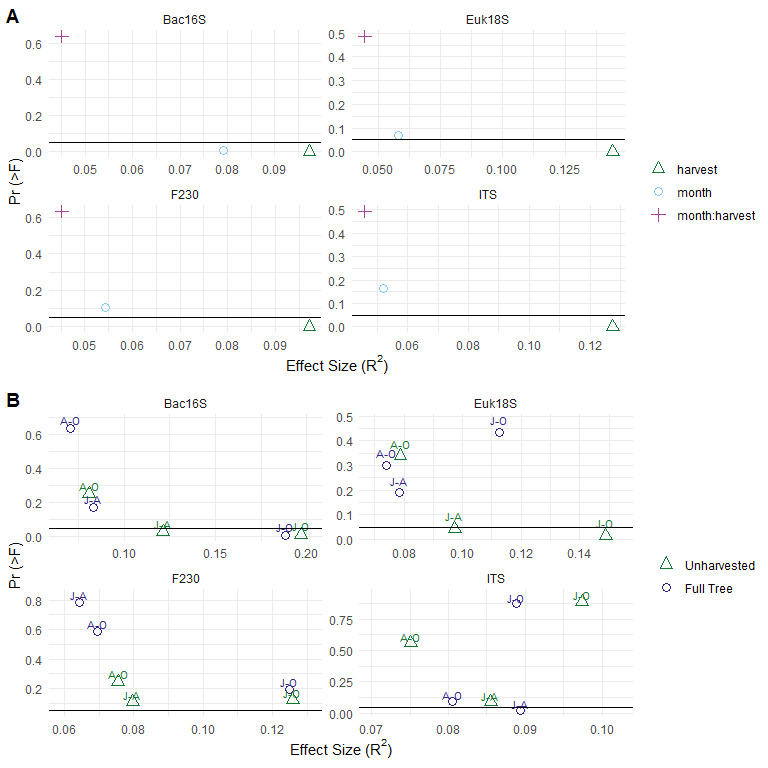 A
Bac16S
Euk18S
0.6
0.4
0.2
0.0
0.5
0.4
0.3
0.2
0.1
0.0
0.05 0.06 0.07 0.08 0.09
0.050 0.075 0.100 0.125
F230
ITS
0.6
0.4
0.2
0.0
0.5
0.4
0.3
0.2
0.1
0.0
0.05 0.06 0.07 0.08 0.09
0.06 0.08 0.10 0.12
Pr (>F)
Effect Size (R2)
harvest
month
month:harvest
B
Bac16S
Euk18S
0.6
0.4
0.2
0.0
A-O
A-O
J-A
J-A
J-O
J-O
0.5
0.4
0.3
0.2
0.1
0.0
J-O
A-O
A-O
J-A
J-A
J-O
0.10 0.15 0.20
0.08 0.10 0.12 0.14
F230
ITS
0.8
0.6
0.4
0.2
J-A
A-O
A-O
J-A
J-O
J-O
0.75
0.50
0.25
0.00
J-O
J-O
A-O
A-O
J-A
J-A
0.06 0.08 0.10 0.12
0.07 0.08 0.09 0.10
Pr (>F)
Effect Size (R2)
Unharvested
Full Tree